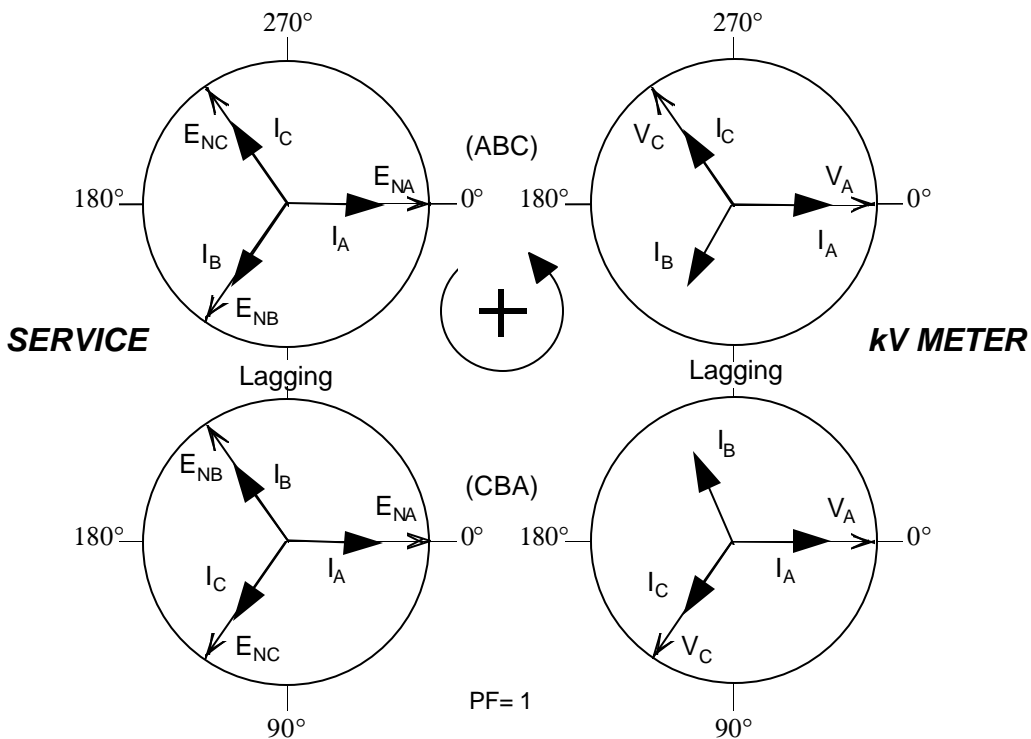 270°
270°
E_NC
I_C
(ABC)
V_C
I_C
180°
E_NA
0°
180°
V_A
0°
I_B
I_A
I_B
I_A
E_NB
SERVICE
+
kV METER
Lagging
Lagging
E_NB
I_B
(CBA)
E_NA
I_B
V_A
180°
0°
180°
0°
I_C
I_A
I_C
I_A
E_NC
V_C
PF= 1
90°
90°